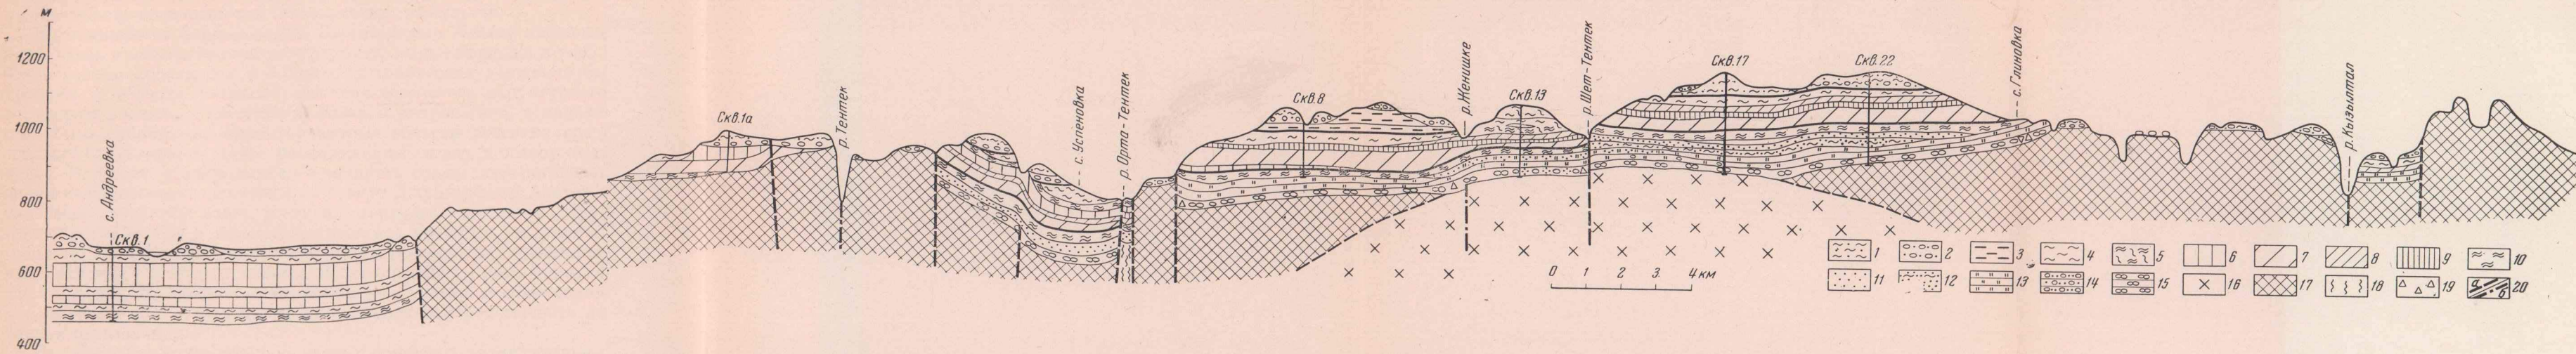 м
1200
1000
800
600
400
с. Андреевка
Скв.1
Скв.1а
р. Тентек
с. Успеновка
р. Орта-Тентек
Скв.8
р. Женишке
Скв.13
р. Шет-Тентек
Скв.17
Скв.22
с. Глиновка
р. Кызылтал
0 1 2 3 4 км
1 2 3 4 5 6 7 8 9 10
11 12 13 14 15 16 17 18 19 а б 20